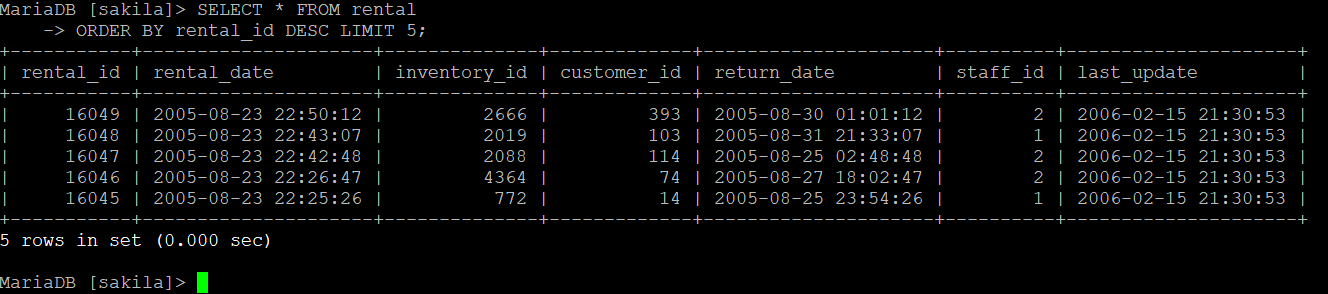 MariaDB [sakila]> SELECT * FROM rental
    -> ORDER BY rental_id DESC LIMIT 5;
+-----------+---------------------+--------------+-------------+---------------------+----------+---------------------+
| rental_id | rental_date         | inventory_id | customer_id | return_date         | staff_id | last_update         |
+-----------+---------------------+--------------+-------------+---------------------+----------+---------------------+
|     16049 | 2005-08-23 22:50:12 |         2666 |         393 | 2005-08-30 01:01:12 |        2 | 2006-02-15 21:30:53 |
|     16048 | 2005-08-23 22:43:07 |         2019 |         103 | 2005-08-31 21:33:07 |        1 | 2006-02-15 21:30:53 |
|     16047 | 2005-08-23 22:42:48 |         2088 |         114 | 2005-08-25 02:48:48 |        2 | 2006-02-15 21:30:53 |
|     16046 | 2005-08-23 22:26:47 |         4364 |          74 | 2005-08-27 18:02:47 |        2 | 2006-02-15 21:30:53 |
|     16045 | 2005-08-23 22:25:26 |          772 |          14 | 2005-08-25 23:54:26 |        1 | 2006-02-15 21:30:53 |
+-----------+---------------------+--------------+-------------+---------------------+----------+---------------------+
5 rows in set (0.000 sec)
MariaDB [sakila]>